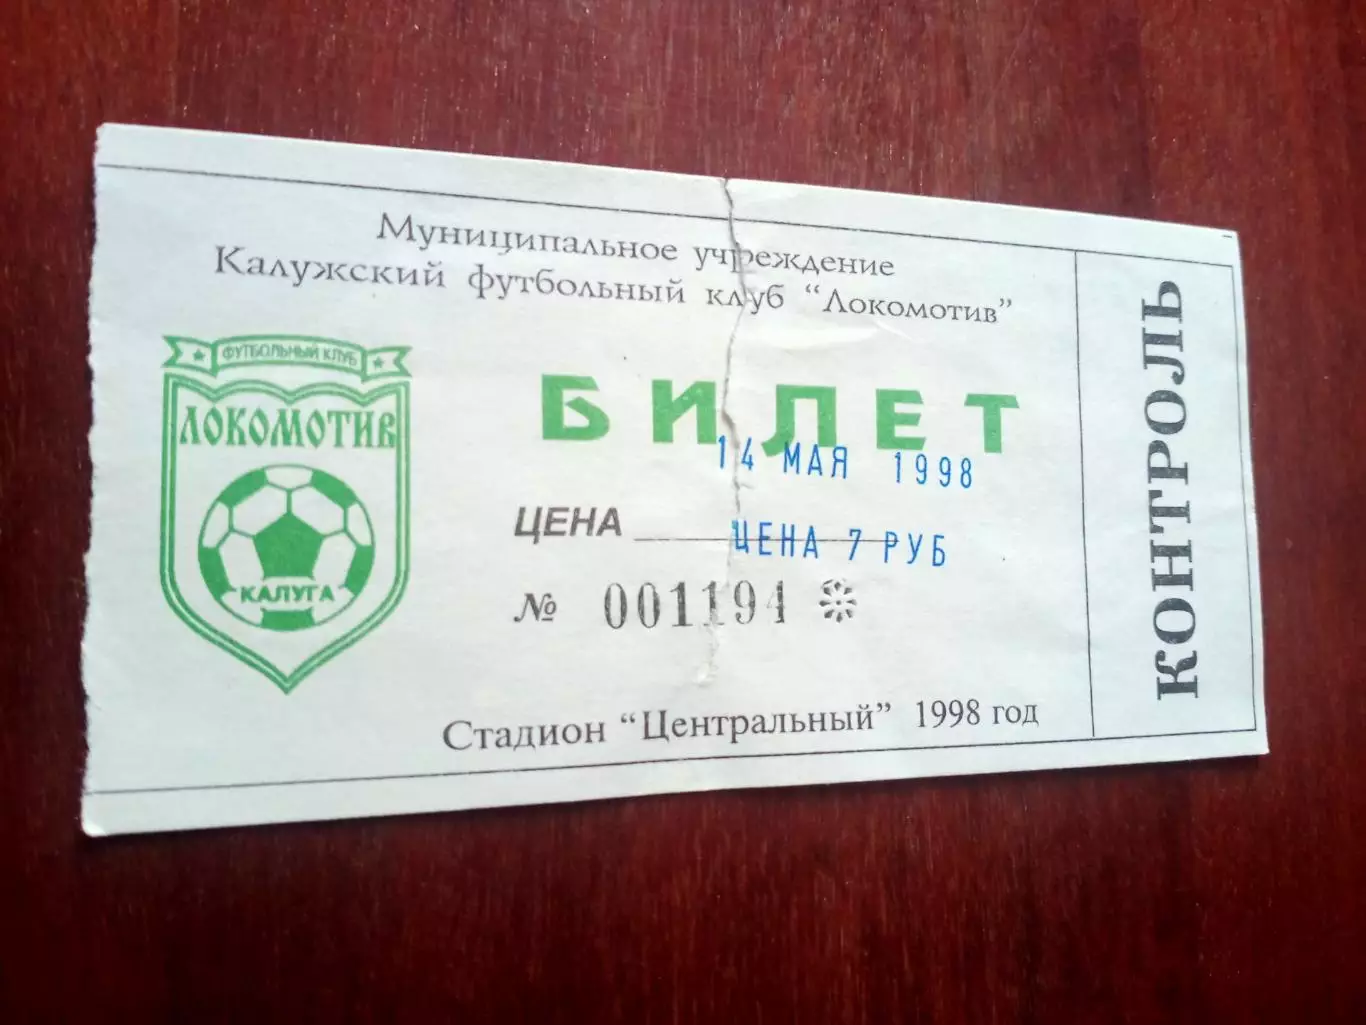 Муниципальное учреждение
Калужский футбольный клуб “Локомотив”
ФУТБОЛЬНЫЙ КЛУБ
ЛОКОМОТИВ
КАЛУГА
БИЛЕТ
14 МАЯ 1998
ЦЕНА
ЦЕНА 7 РУБ
№ 001194
Стадион “Центральный” 1998 год
КОНТРОЛЬ